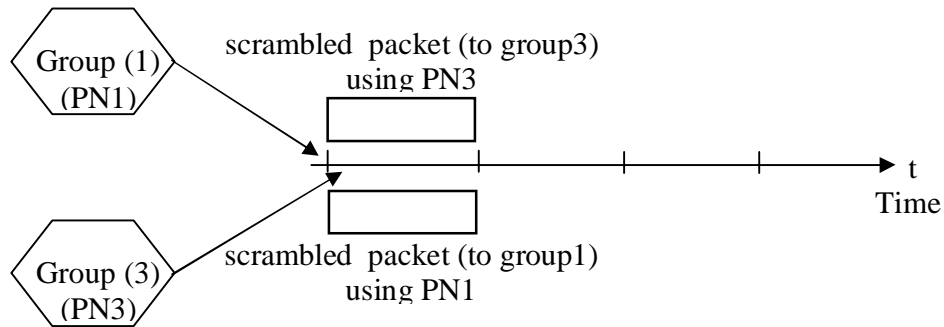 Group (1)
(PN1)
scrambled packet (to group3)
using PN3
t
Time
Group (3)
(PN3)
scrambled packet (to group1)
using PN1